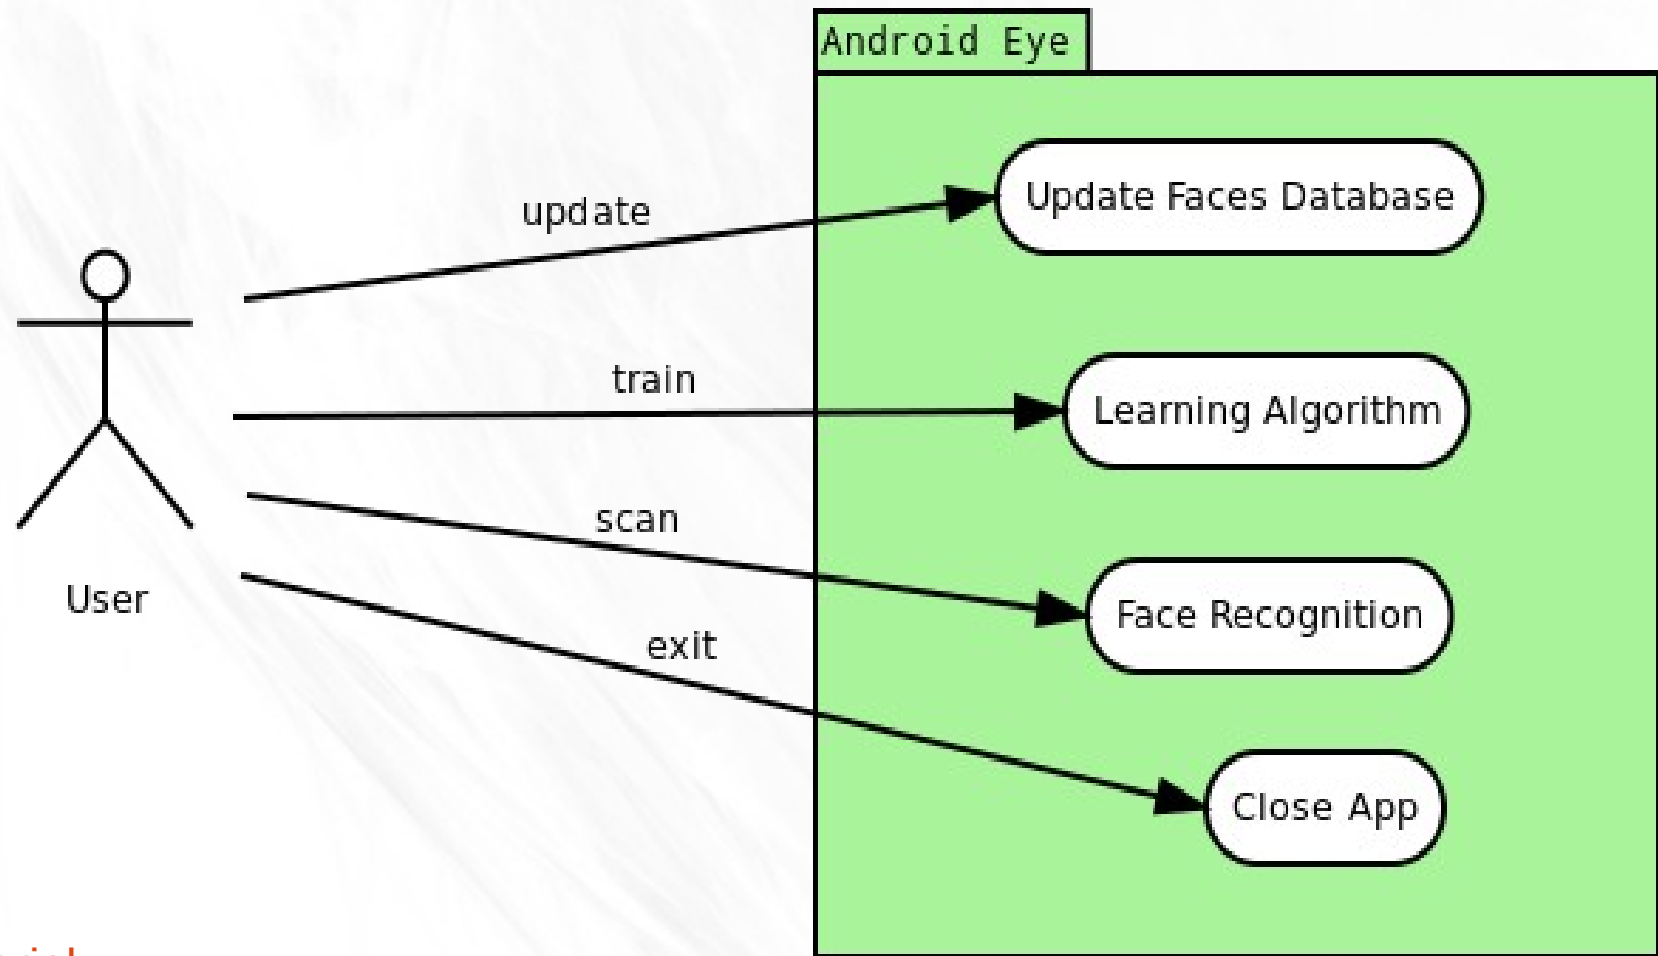 Android Eye
update
Update Faces Database
train
Learning Algorithm
scan
Face Recognition
User
exit
Close App